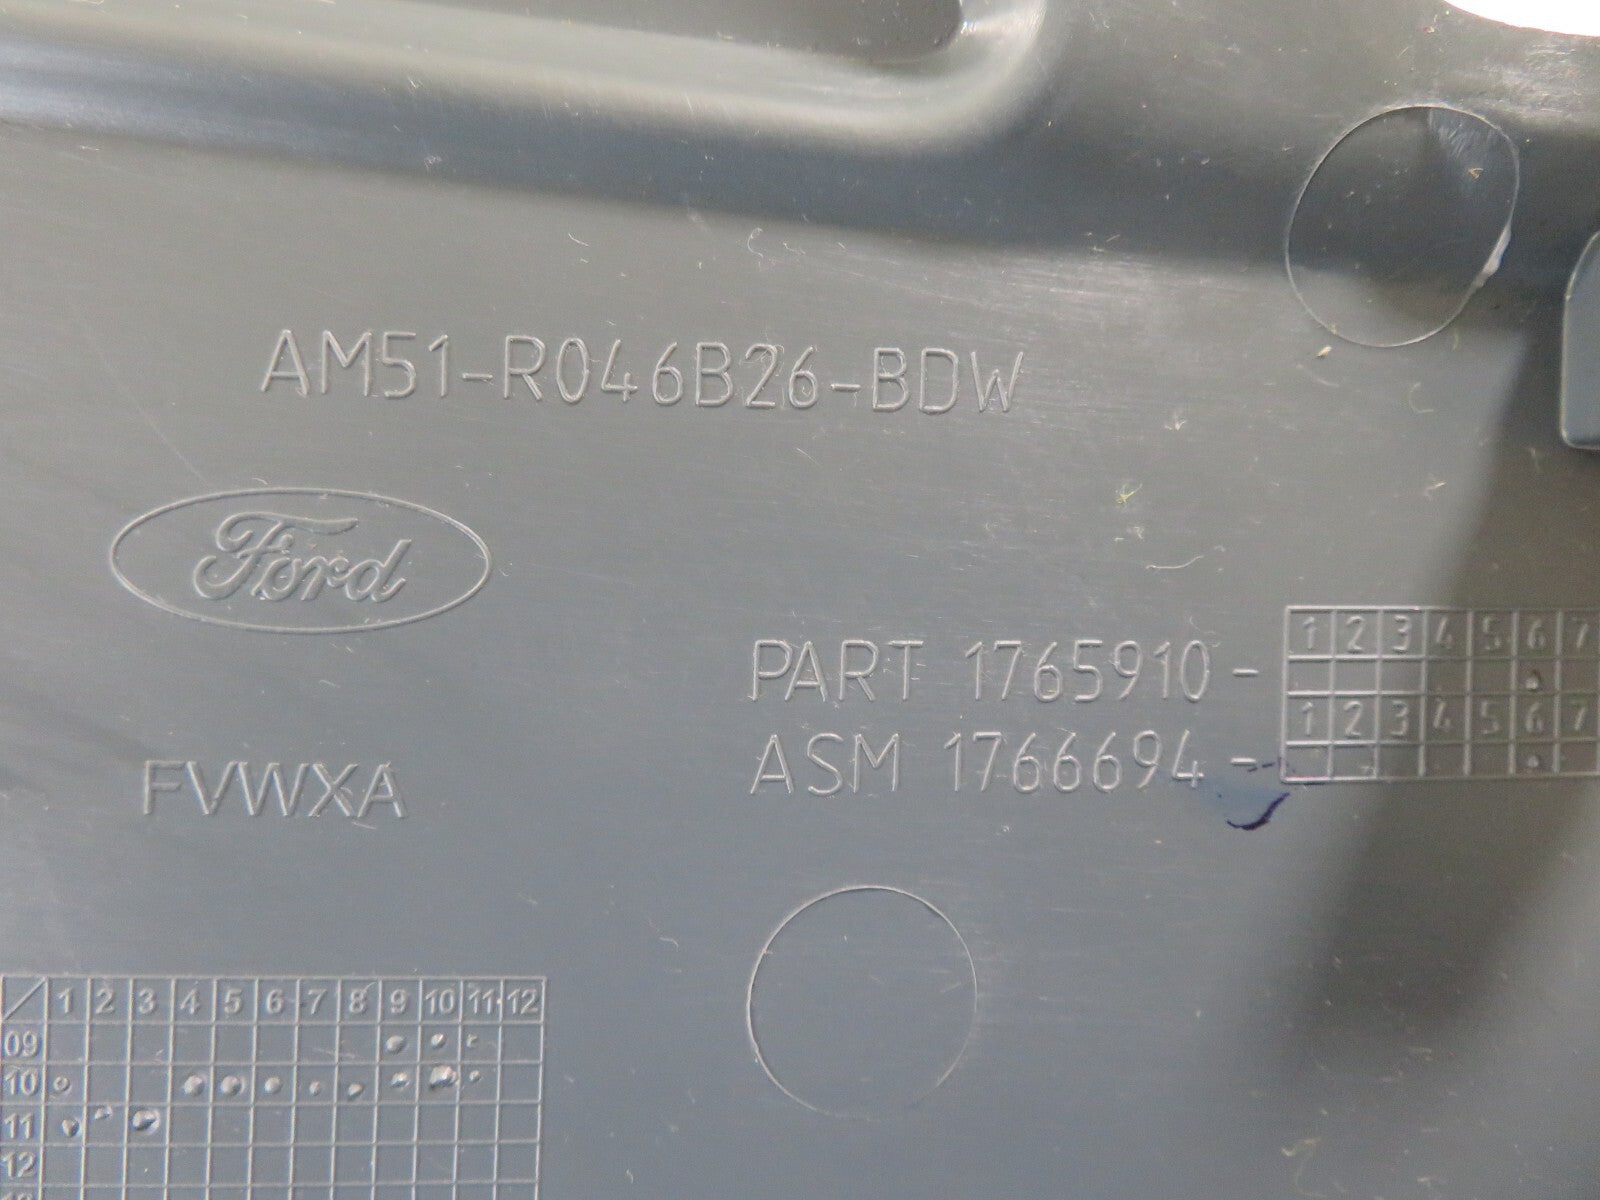 AM51-R046B26-BDW
Ford
PART 1765910-
1 2 3 4 5 6 7
ASM 1766694-
1 2 3 4 5 6 7
FVWXA
1 2 3 4 5 6 7 8 9 10 11 12
09
10
11
12